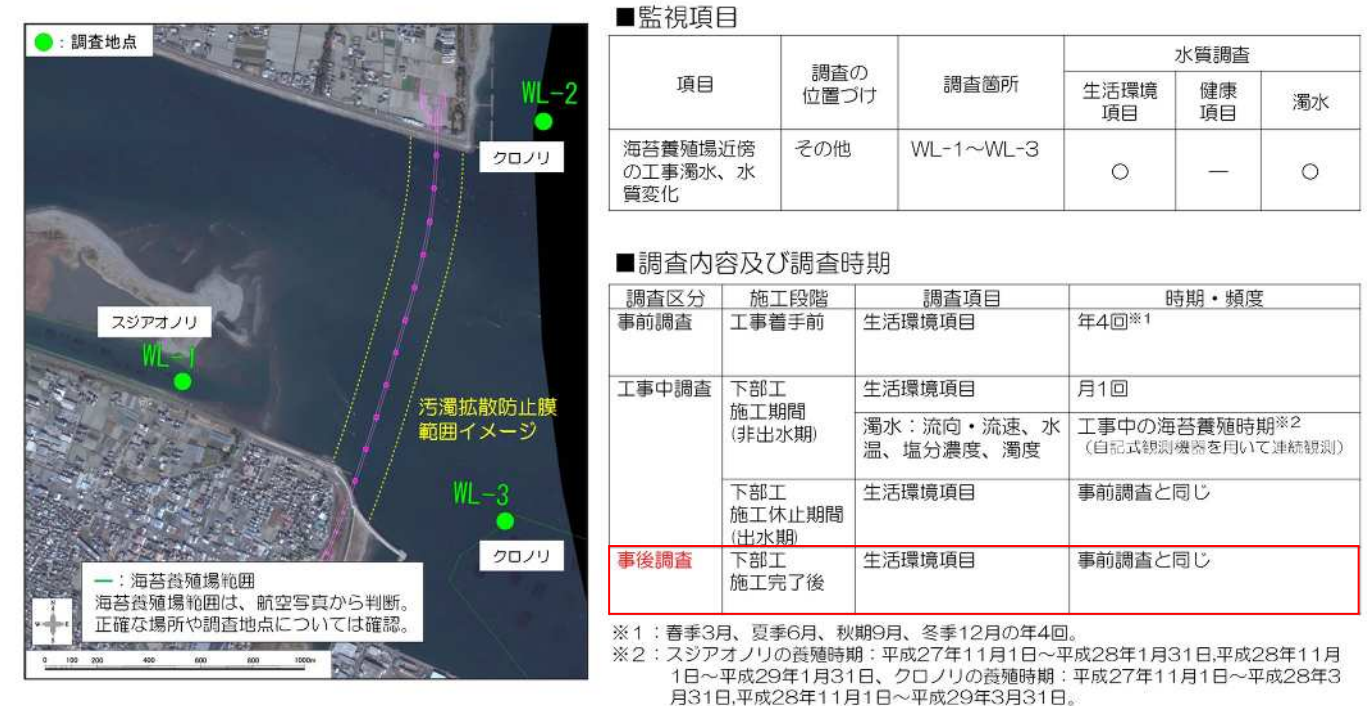 ●：調査地点
WL-2
クロノリ
スジアオノリ
WL-1
汚濁拡散防止膜
範囲イメージ
WL-3
クロノリ
ー：海苔養殖場範囲
海苔養殖場範囲は、航空写真から判断。
正確な場所や調査地点については確認。
0 100 200 400 600 800 1000m
■監視項目
項目 調査の位置づけ 調査箇所 水質調査
生活環境項目 健康項目 濁水
海苔養殖場近傍 その他 WL-1～WL-3
の工事濁水、水
質変化
○ － ○
■調査内容及び調査時期
調査区分 施工段階 調査項目 時期・頻度
事前調査 工事着手前 生活環境項目 年4回※1
工事中調査 下部工 生活環境項目 月1回
施工期間
(非出水期)
濁水：流向・流速、水 工事中の海苔養殖時期※2
温、塩分濃度、濁度 （自記式観測機器を用いて連続観測）
下部工 生活環境項目 事前調査と同じ
施工休止期間
(出水期)
事後調査 下部工 生活環境項目 事前調査と同じ
施工完了後
※1：春季3月、夏季6月、秋期9月、冬季12月の年4回。
※2：スジアオノリの養殖時期：平成27年11月1日～平成28年1月31日,平成28年11月
1日～平成29年1月31日、クロノリの養殖時期：平成27年11月1日～平成28年3
月31日,平成28年11月1日～平成29年3月31日。